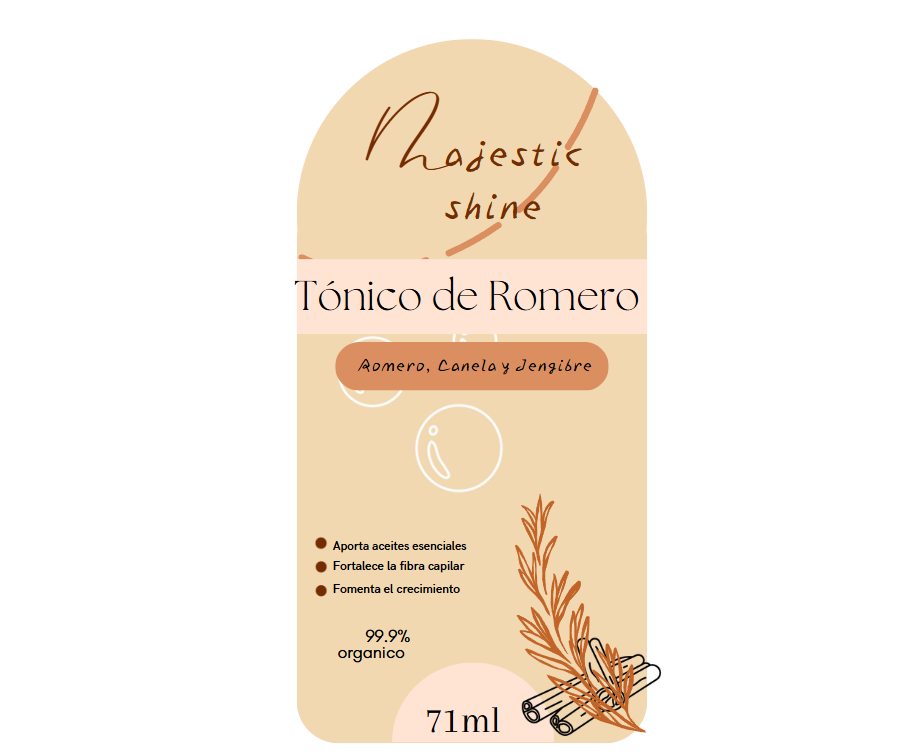 Majestic
shine
Tónico de Romero
Romero, Canela y Jengibre
Aporta aceites esenciales
Fortalece la fibra capilar
Fomenta el crecimiento
99.9%
organico
71ml